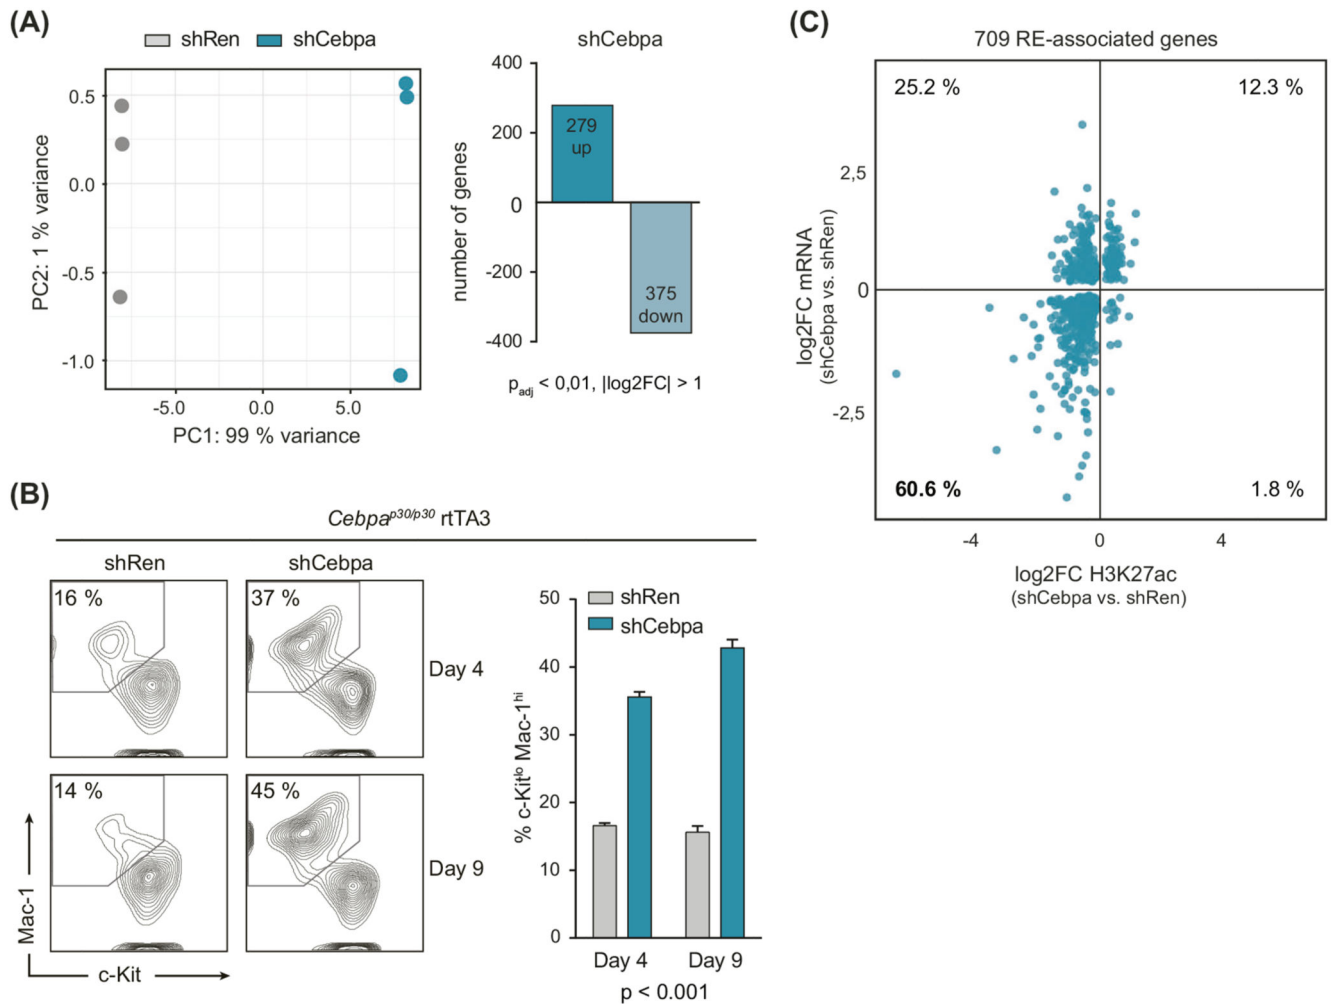 (A)
shRen shCebpa
PC2: 1 % variance
0.5
0.0
-0.5
-1.0
-5.0 0.0 5.0
PC1: 99 % variance
shCebpa
number of genes
400
200
0
-200
-400
279
up
375
down
padj < 0,01, |log2FC| > 1
(B)
Cebpap30/p30 rtTA3
shRen shCebpa
16 % 37 %
Day 4
14 % 45 %
Day 9
Mac-1
c-Kit
shRen
shCebpa
% c-Kitlo Mac-1hi
50
40
30
20
10
0
Day 4 Day 9
p < 0.001
(C)
709 RE-associated genes
25.2 % 12.3 %
log2FC mRNA
(shCebpa vs. shRen)
2,5
0
-2,5
60.6 % 1.8 %
-4 0 4
log2FC H3K27ac
(shCebpa vs. shRen)